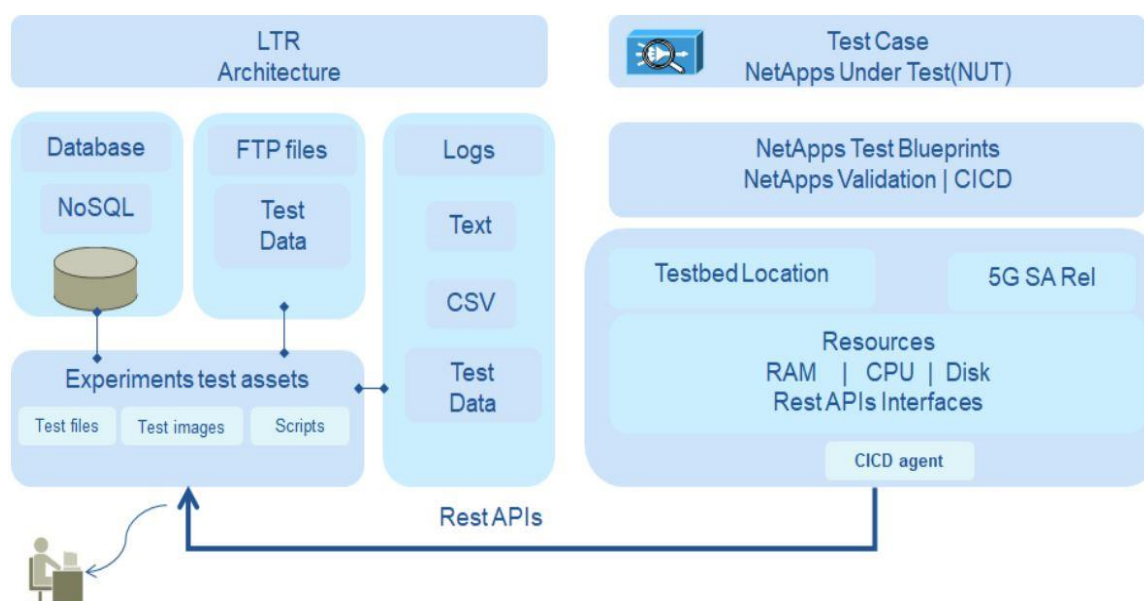 LTR
Architecture
Database
NoSQL
FTP files
Test
Data
Logs
Text
CSV
Test
Data
Experiments test assets
Test files
Test images
Scripts
Test Case
NetApps Under Test(NUT)
NetApps Test Blueprints
NetApps Validation | CICD
Testbed Location
5G SA Rel
Resources
RAM | CPU | Disk
Rest APIs Interfaces
CICD agent
Rest APIs